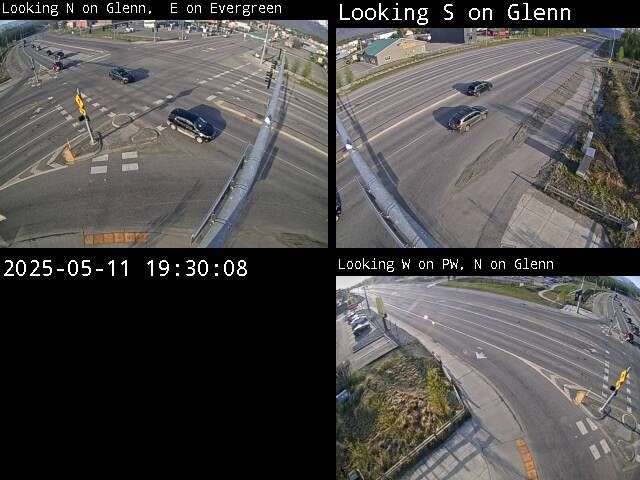 Looking N on Glenn, E on Evergreen
Looking S on Glenn
2025-05-11 19:30:08
Looking W on PW, N on Glenn